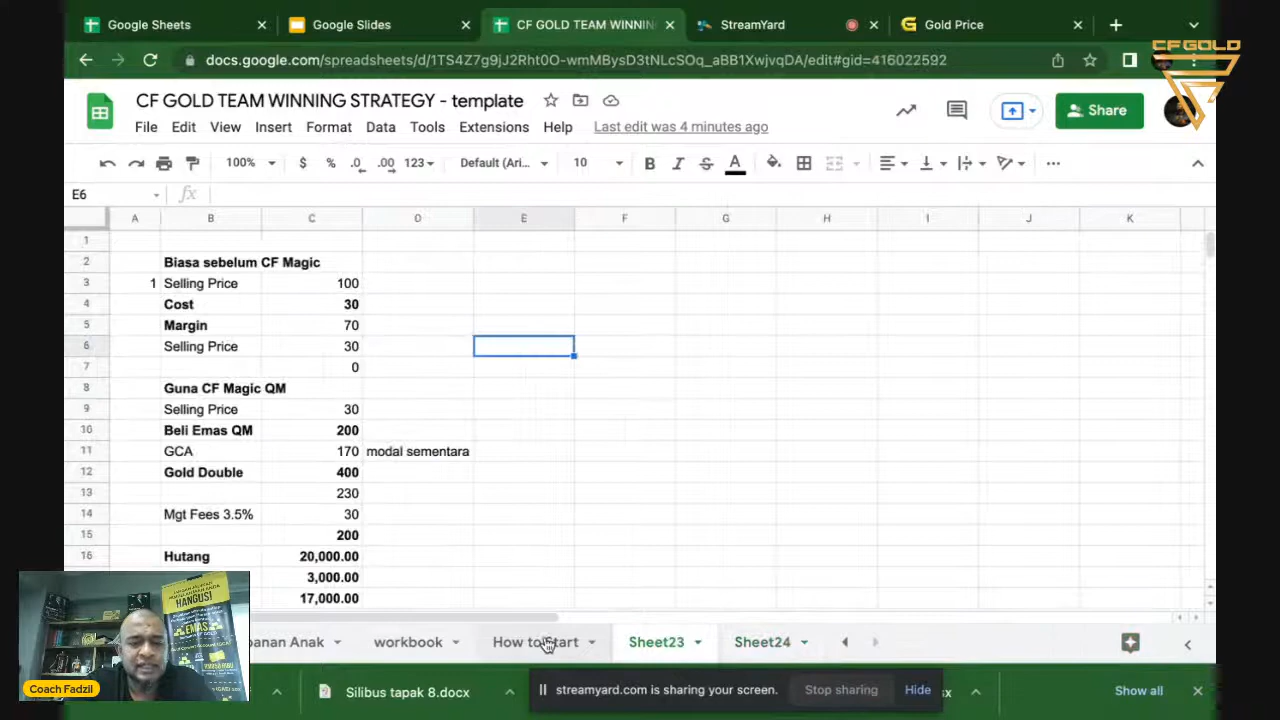 Google Sheets
Google Slides
CF GOLD TEAM WINNIN
StreamYard
Gold Price
CF GOLD
docs.google.com/spreadsheets/d/1TS4Z7g9jJ2Rht0O-wmMBysD3tNLcSOq_aBB1XwjvqDA/edit#gid=416022592
CF GOLD TEAM WINNING STRATEGY - template
File Edit View Insert Format Data Tools Extensions Help Last edit was 4 minutes ago
Share
100% $ % .0 .00 123 Default (Ari... 10 B I S A
E6 fx
A B C D E F G H I J K
1
2 Biasa sebelum CF Magic
3 1 Selling Price 100
4 Cost 30
5 Margin 70
6 Selling Price 30
7 0
8 Guna CF Magic QM
9 Selling Price 30
10 Beli Emas QM 200
11 GCA 170 modal sementara
12 Gold Double 400
13 230
14 Mgt Fees 3.5% 30
15 200
16 Hutang 20,000.00
3,000.00
17,000.00
HANGUS!
EMAS
Coach Fadzil
panan Anak workbook How to start Sheet23 Sheet24
Silibus tapak 8.docx
streamyard.com is sharing your screen. Stop sharing Hide
sx
Show all